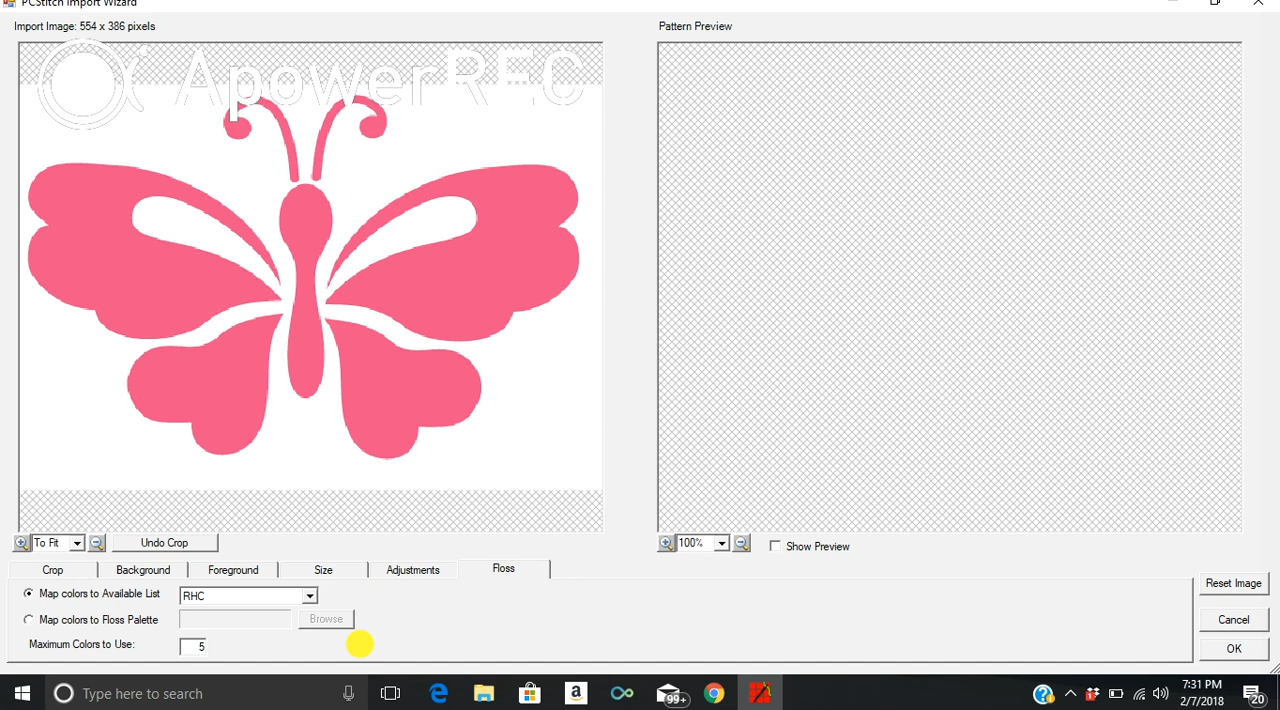 PCStitch Import Wizard
Import Image: 554 x 386 pixels
Pattern Preview
ApowerREC
To Fit
Undo Crop
100%
Show Preview
Crop
Background
Foreground
Size
Adjustments
Floss
Map colors to Available List
RHC
Reset Image
Map colors to Floss Palette
Browse
Cancel
Maximum Colors to Use:
5
OK
Type here to search
99+
7:31 PM
2/7/2018
20